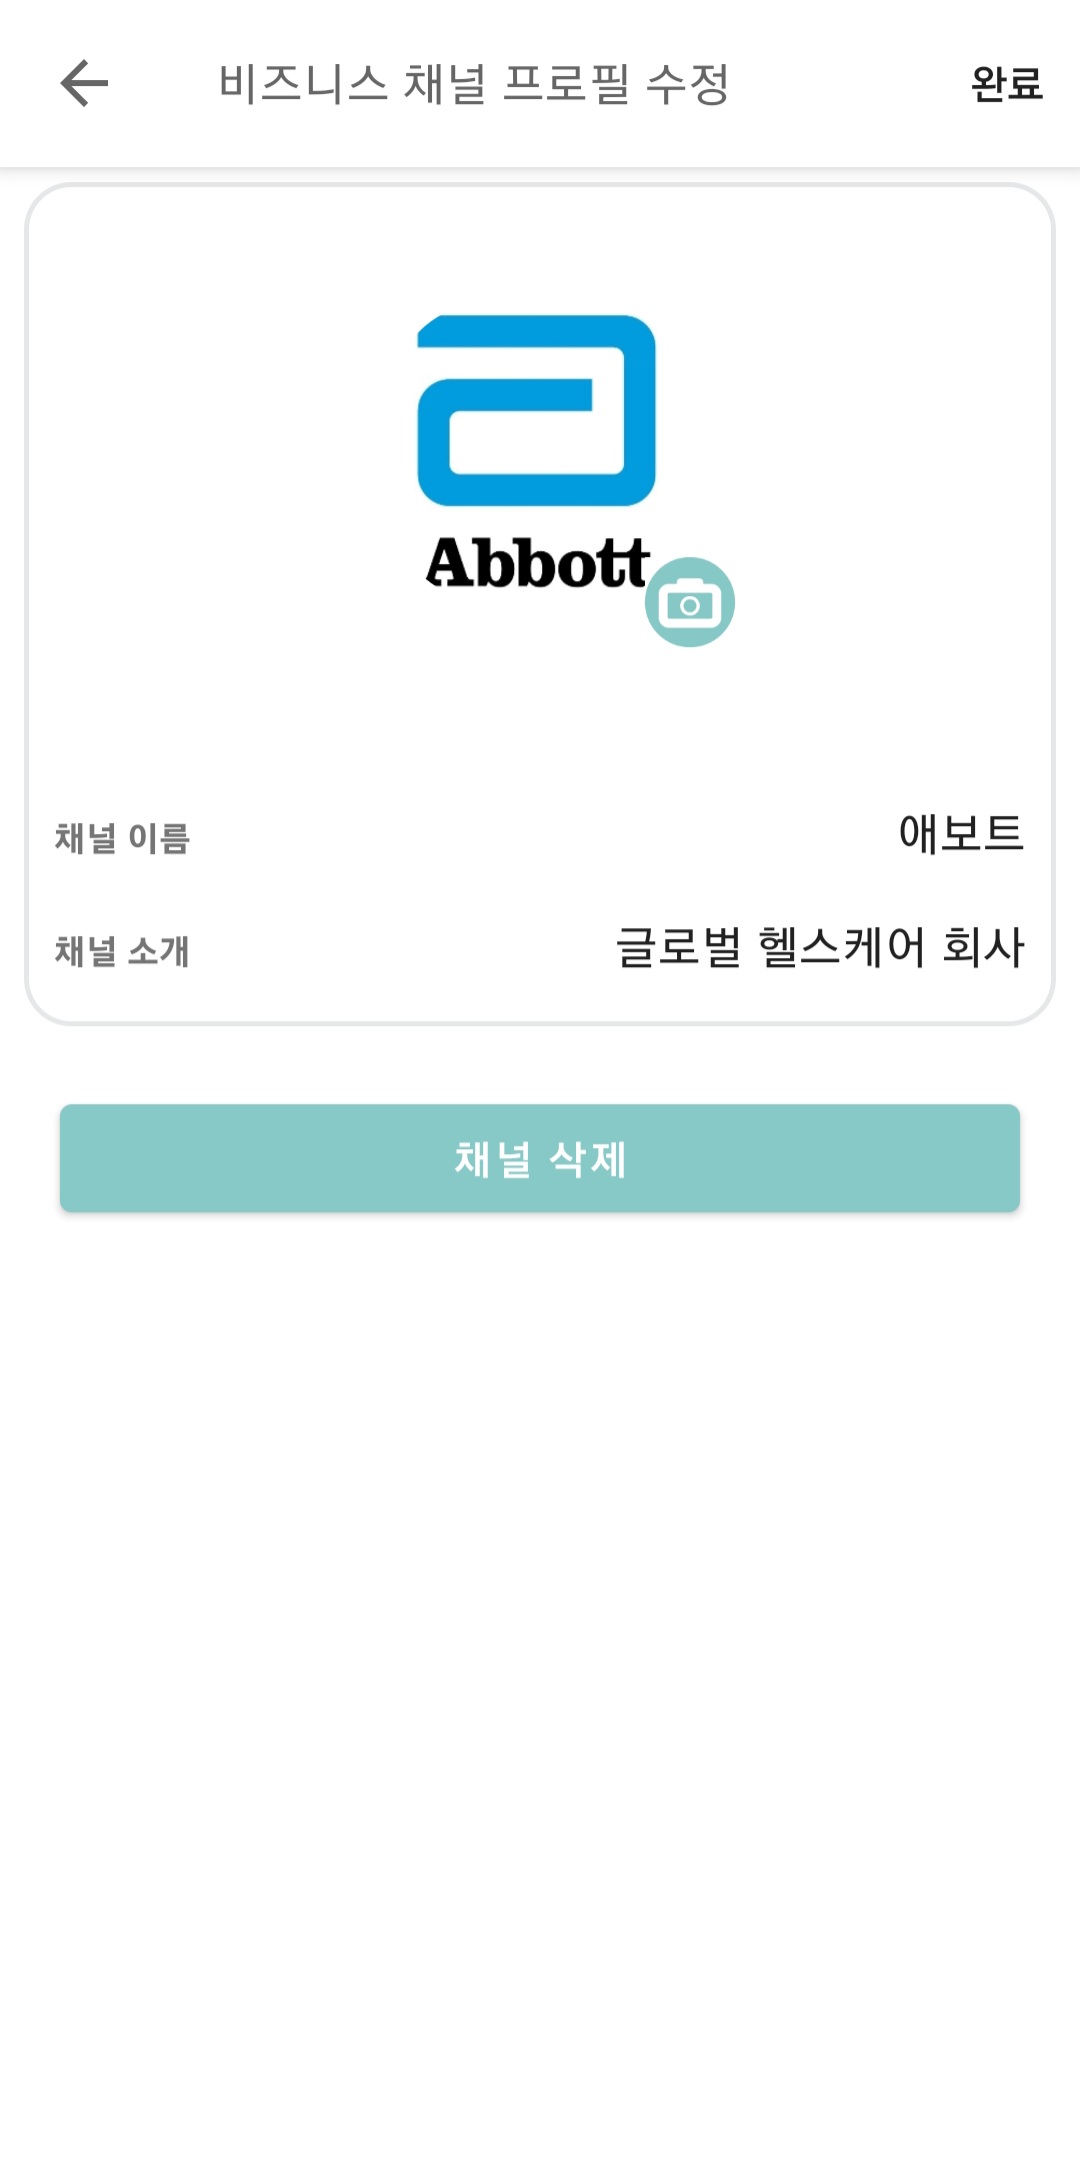 비즈니스 채널 프로필 수정
완료
Abbott
채널 이름
애보트
채널 소개
글로벌 헬스케어 회사
채널 삭제